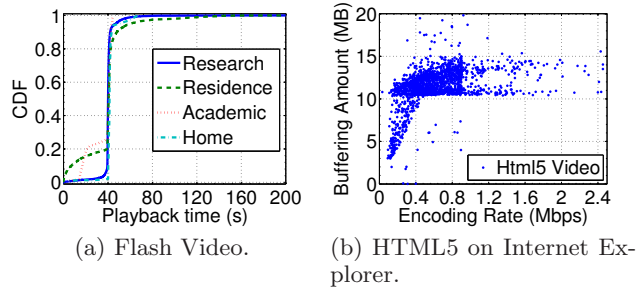 1
0.8
0.6
0.4
0.2
0
CDF
Research
Residence
Academic
Home
0 40 80 120 160 200
Playback time (s)
(a) Flash Video.
20
15
10
5
0
Buffering Amount (MB)
Html5 Video
0 0.4 0.8 1.2 1.6 2 2.4
Encoding Rate (Mbps)
(b) HTML5 on Internet Ex-
plorer.